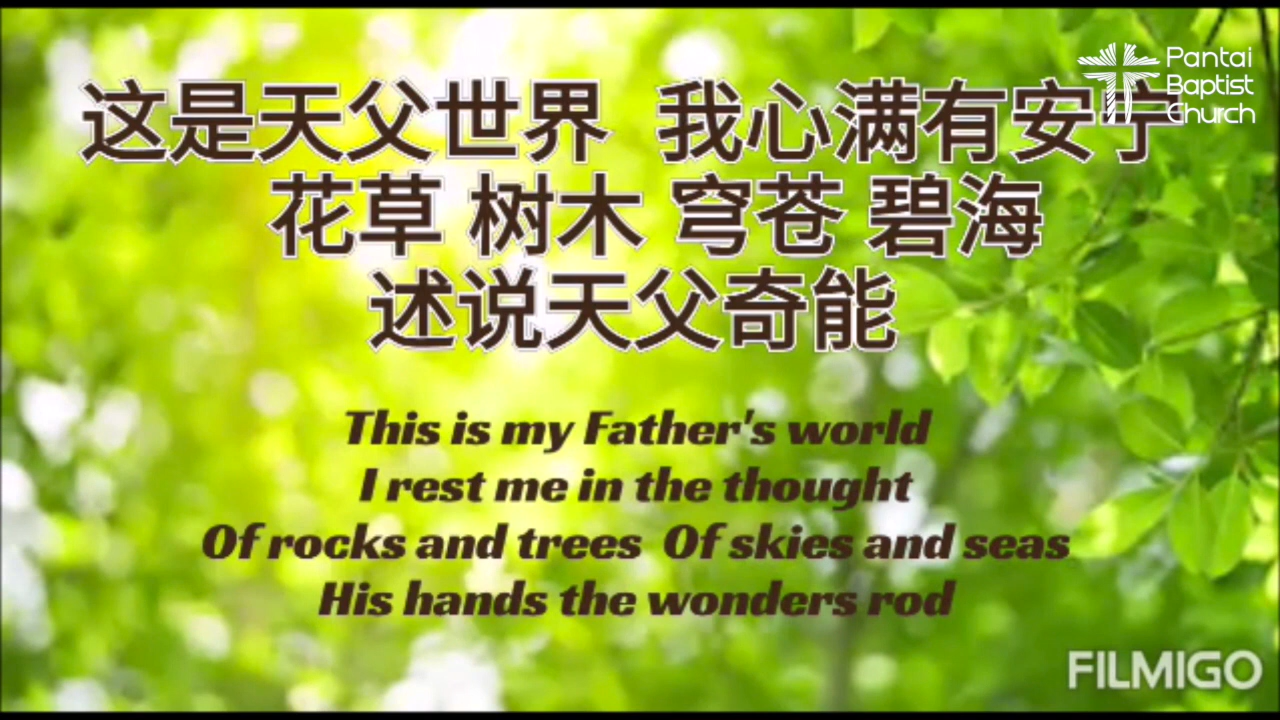 Pantai
Baptist
Church
这是天父世界 我心满有安宁
花草 树木 穹苍 碧海
述说天父奇能
This is my Father's world
I rest me in the thought
Of rocks and trees Of skies and seas
His hands the wonders rod
FILMIGO